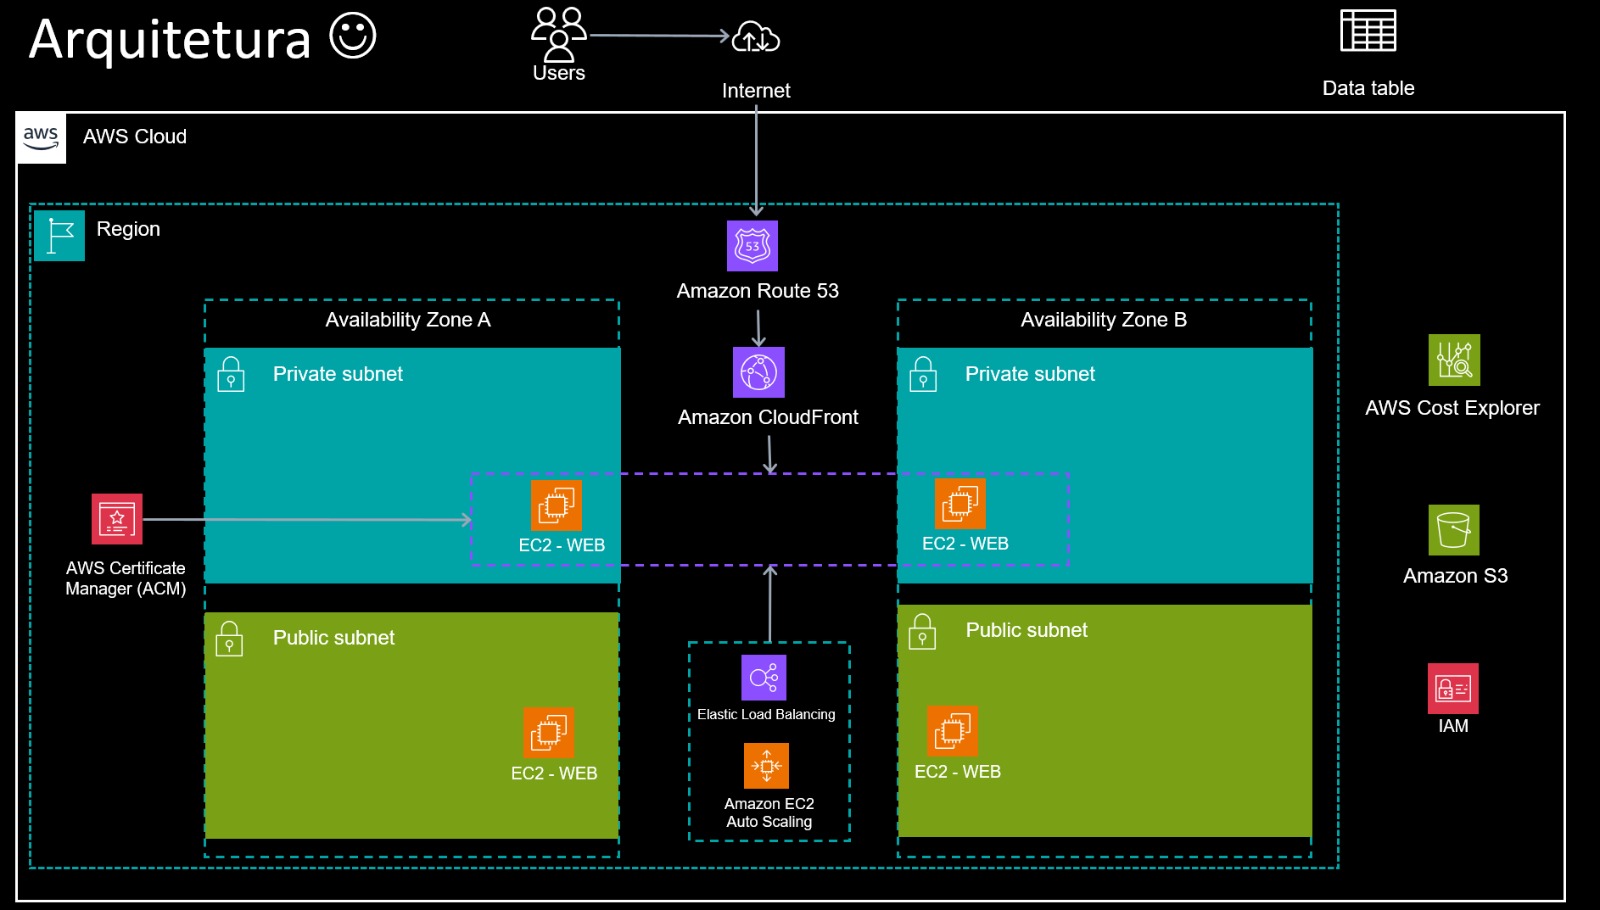 Arquitetura
Users
Internet
Data table
aws
AWS Cloud
Region
53
Amazon Route 53
Availability Zone A
Availability Zone B
Private subnet
Private subnet
Amazon CloudFront
AWS Cost Explorer
EC2 - WEB
EC2 - WEB
AWS Certificate
Manager (ACM)
Amazon S3
Public subnet
Public subnet
Elastic Load Balancing
IAM
EC2 - WEB
EC2 - WEB
Amazon EC2
Auto Scaling